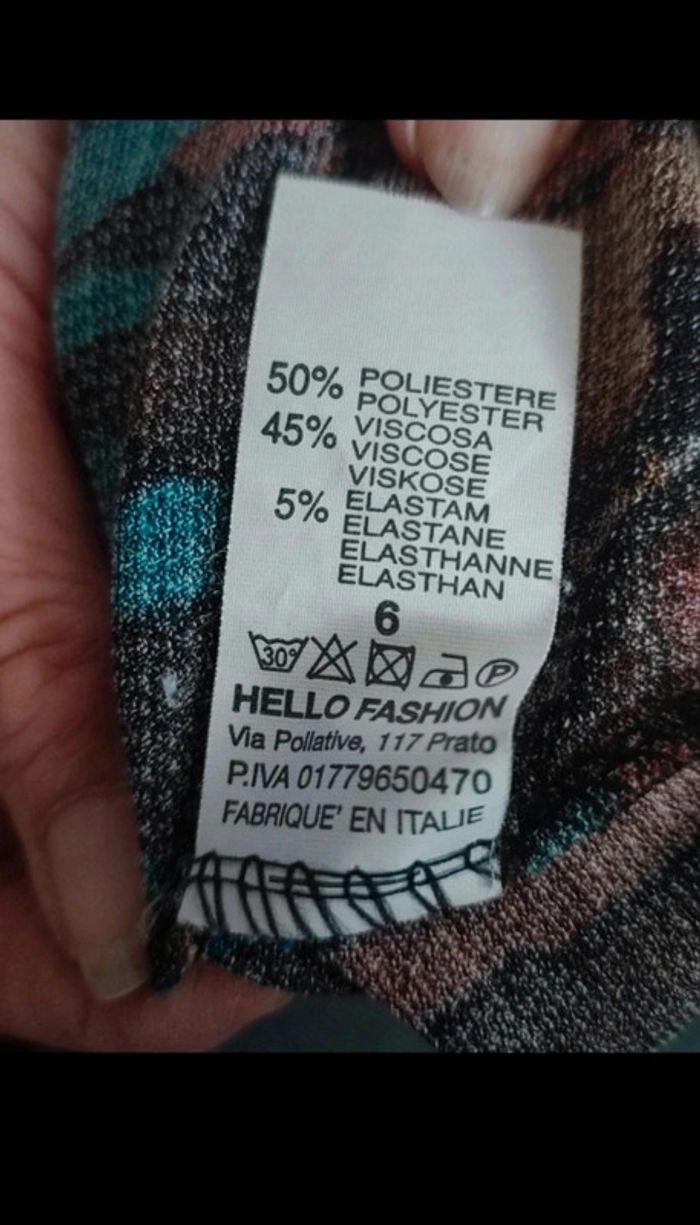 50% POLIESTERE
POLYESTER
45% VISCOSA
VISCOSE
VISKOSE
5% ELASTAM
ELASTANE
ELASTHANNE
ELASTHAN
6
30° P
HELLO FASHION
Via Pollative, 117 Prato
P.IVA 01779650470
FABRIQUE' EN ITALIE